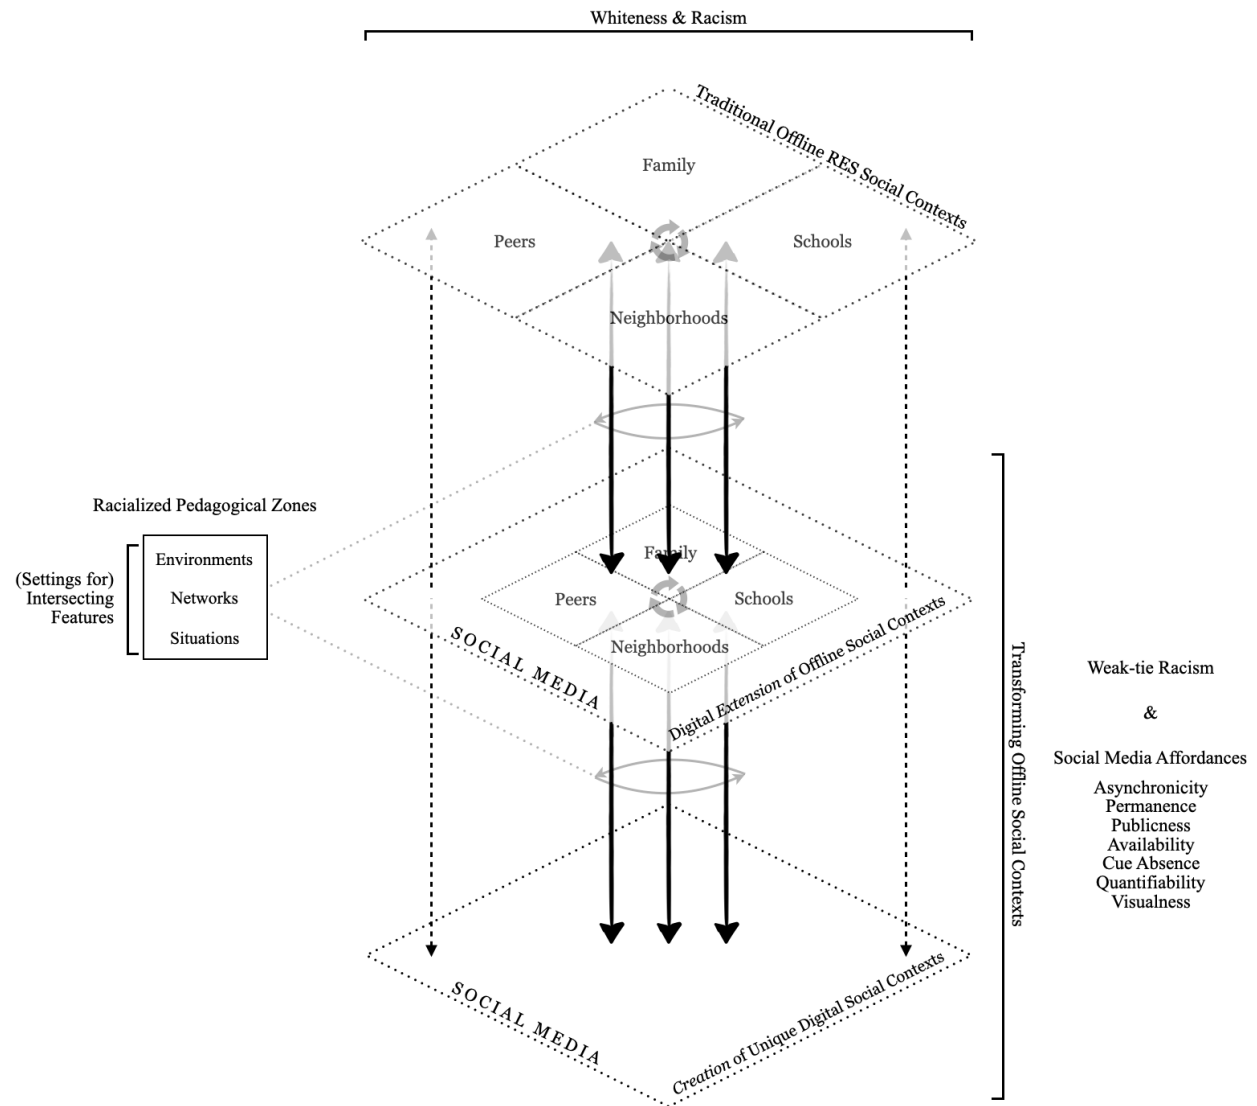 Whiteness & Racism
Traditional Offline RES Social Contexts
Family
Peers
Schools
Neighborhoods
Racialized Pedagogical Zones
(Settings for)
Intersecting
Features
Environments
Networks
Situations
Family
Peers
Schools
Neighborhoods
SOCIAL MEDIA
Digital Extension of Offline Social Contexts
Transforming Offline Social Contexts
Weak-tie Racism
&
Social Media Affordances
Asynchronicity
Permanence
Publicness
Availability
Cue Absence
Quantifiability
Visualness
SOCIAL MEDIA
Creation of Unique Digital Social Contexts